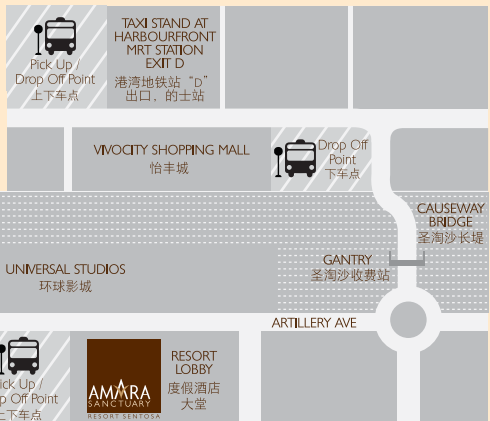 Pick Up /
Drop Off Point
上下车点
TAXI STAND AT
HARBOURFRONT
MRT STATION
EXIT D
港湾地铁站“D”
出口，的士站
VIVOCITY SHOPPING MALL
怡丰城
Drop Off
Point
下车点
CAUSEWAY
BRIDGE
圣淘沙长堤
GANTRY
圣淘沙收费站
UNIVERSAL STUDIOS
环球影城
ARTILLERY AVE
ick Up /
op Off Point
上下车点
AMARA
SANCTUARY
RESORT SENTOSA
RESORT
LOBBY
度假酒店
大堂